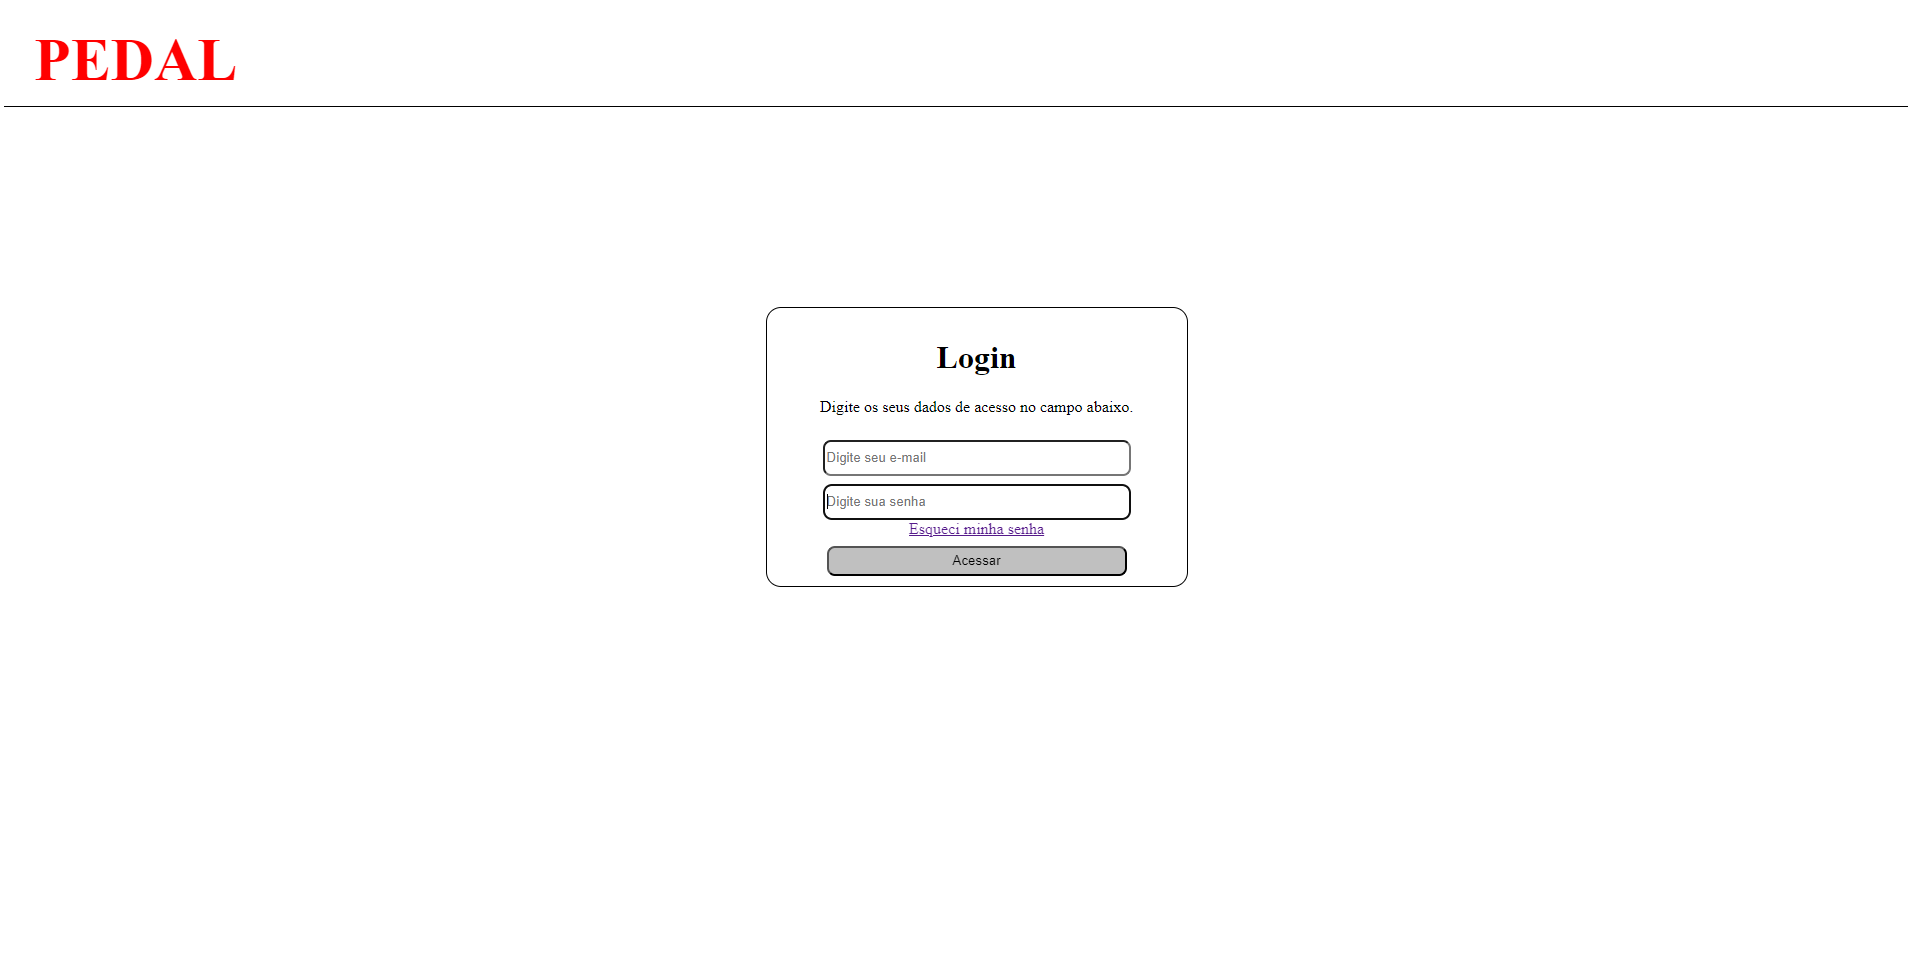 PEDAL
Login
Digite os seus dados de acesso no campo abaixo.
Digite seu e-mail
Digite sua senha
Esqueci minha senha
Acessar